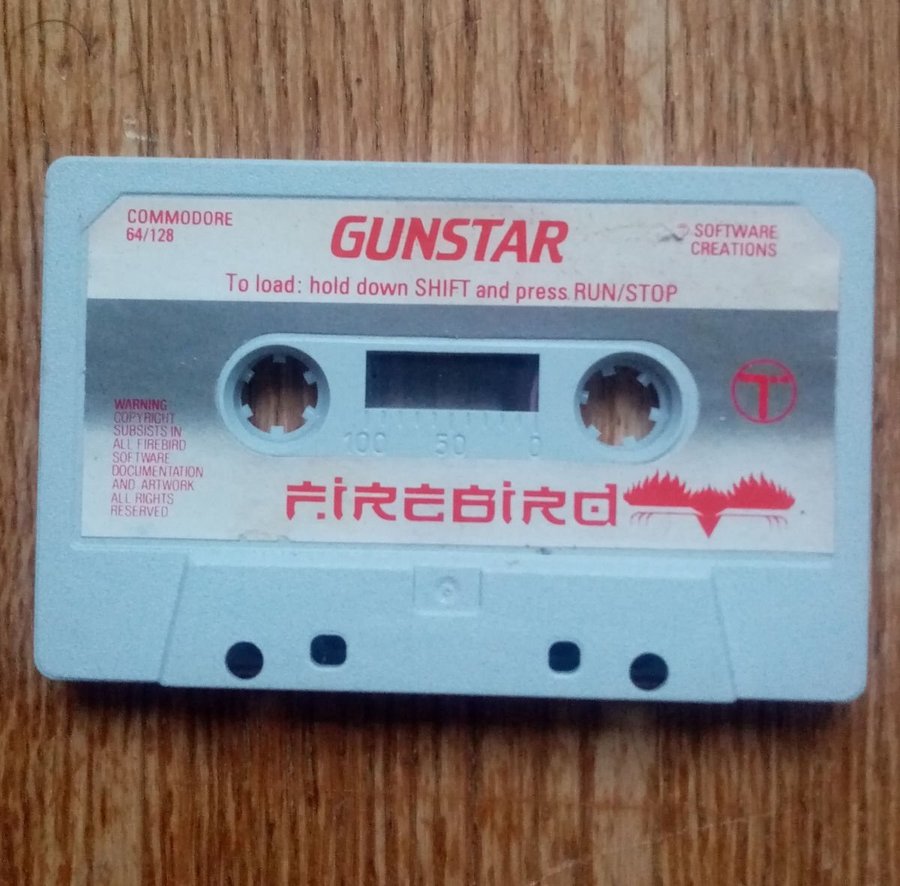 COMMODORE
64/128
GUNSTAR
SOFTWARE
CREATIONS
To load: hold down SHIFT and press RUN/STOP
T
100 50 0
WARNING
COPYRIGHT
SUBSISTS IN
ALL FIREBIRD
SOFTWARE
DOCUMENTATION
AND ARTWORK
ALL RIGHTS
RESERVED
FIREBIRD